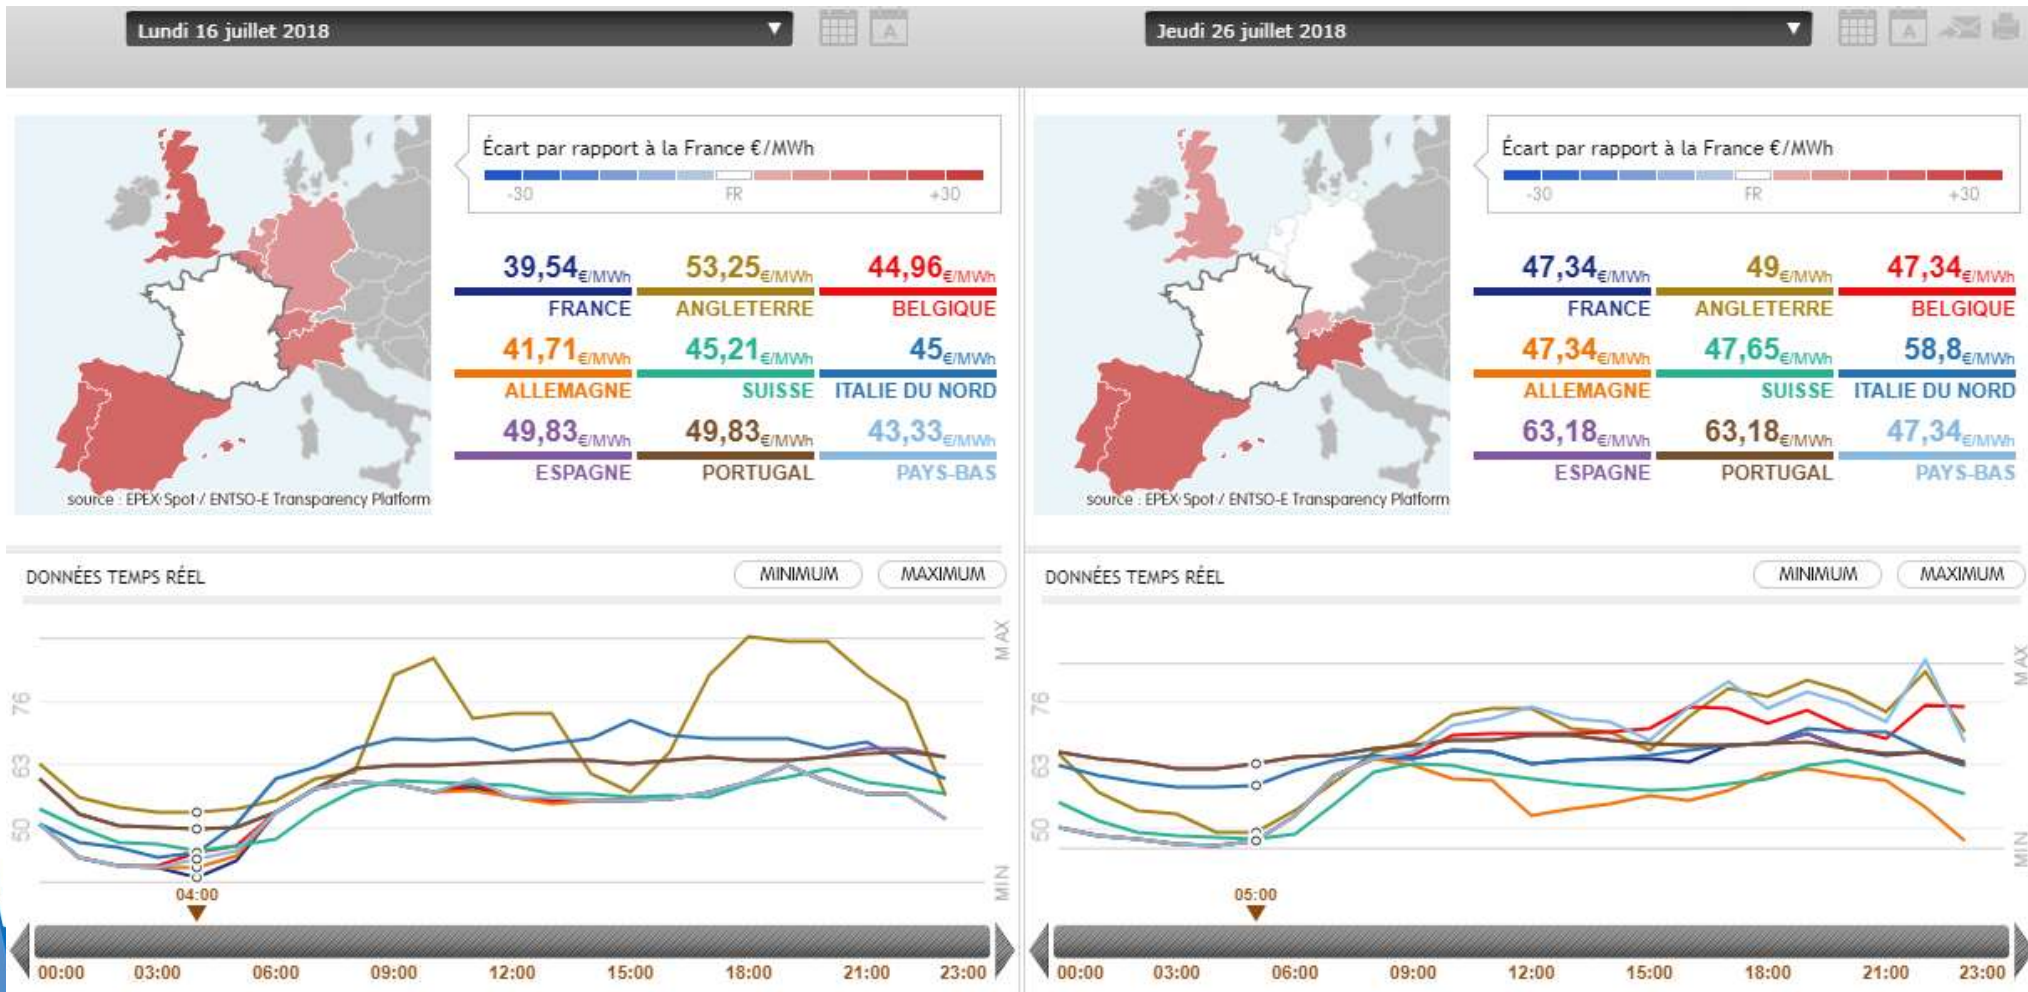 Lundi 16 juillet 2018
A
Écart par rapport à la France €/MWh
-30 FR +30
39,54€/MWh 53,25€/MWh 44,96€/MWh
FRANCE ANGLETERRE BELGIQUE
41,71€/MWh 45,21€/MWh 45€/MWh
ALLEMAGNE SUISSE ITALIE DU NORD
49,83€/MWh 49,83€/MWh 43,33€/MWh
ESPAGNE PORTUGAL PAYS-BAS
source : EPEX Spot / ENTSO-E Transparency Platform
DONNÉES TEMPS RÉEL MINIMUM MAXIMUM
MAX
76
63
50
MIN
04:00
00:00 03:00 06:00 09:00 12:00 15:00 18:00 21:00 23:00
Jeudi 26 juillet 2018
A
Écart par rapport à la France €/MWh
-30 FR +30
47,34€/MWh 49€/MWh 47,34€/MWh
FRANCE ANGLETERRE BELGIQUE
47,34€/MWh 47,65€/MWh 58,8€/MWh
ALLEMAGNE SUISSE ITALIE DU NORD
63,18€/MWh 63,18€/MWh 47,34€/MWh
ESPAGNE PORTUGAL PAYS-BAS
source : EPEX Spot / ENTSO-E Transparency Platform
DONNÉES TEMPS RÉEL MINIMUM MAXIMUM
MAX
76
63
50
MIN
05:00
00:00 03:00 06:00 09:00 12:00 15:00 18:00 21:00 23:00